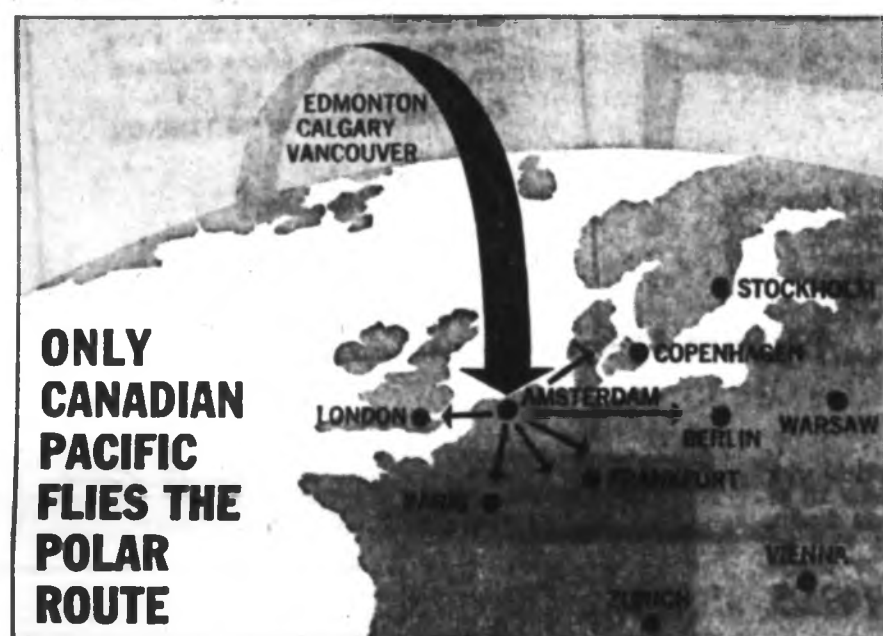 EDMONTON
CALGARY
VANCOUVER
STOCKHOLM
COPENHAGEN
AMSTERDAM
LONDON
BERLIN
WARSAW
FRANKFURT
PARIS
VIENNA
ZURICH
ONLY
CANADIAN
PACIFIC
FLIES THE
POLAR
ROUTE